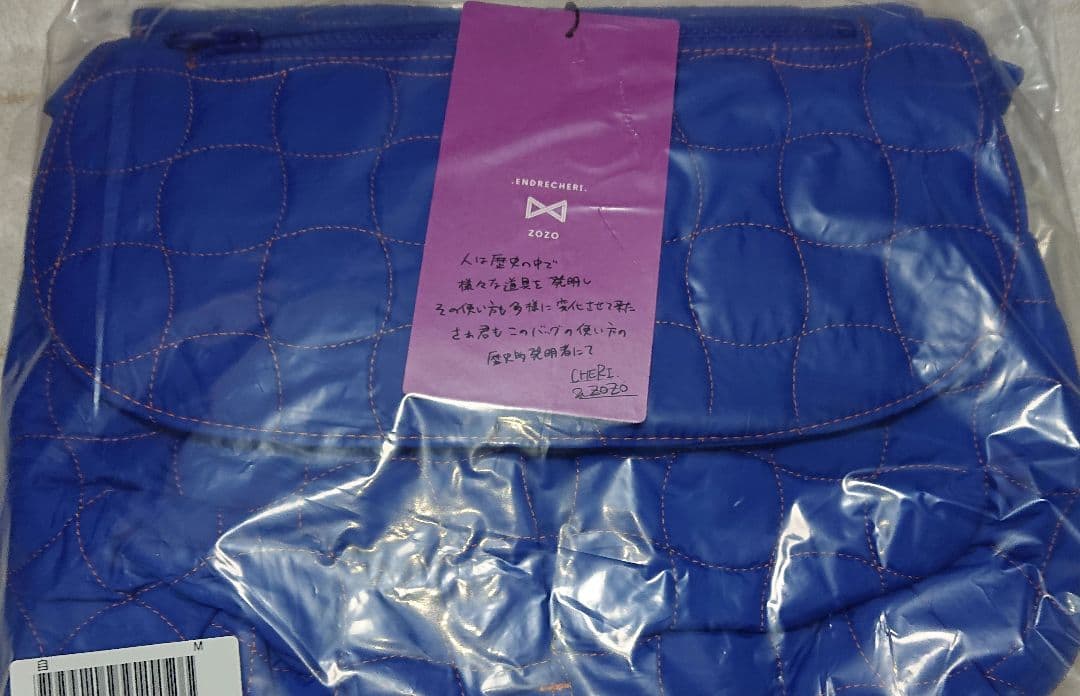 .ENDRECHERI.
ZOZO
人は歴史の中で
様々な道具を発明し
その使い方も多様に変化させて来た
さぁ君もこのバッグの使い方の
歴史的発明者にて
CHERI.
& ZOZO
M